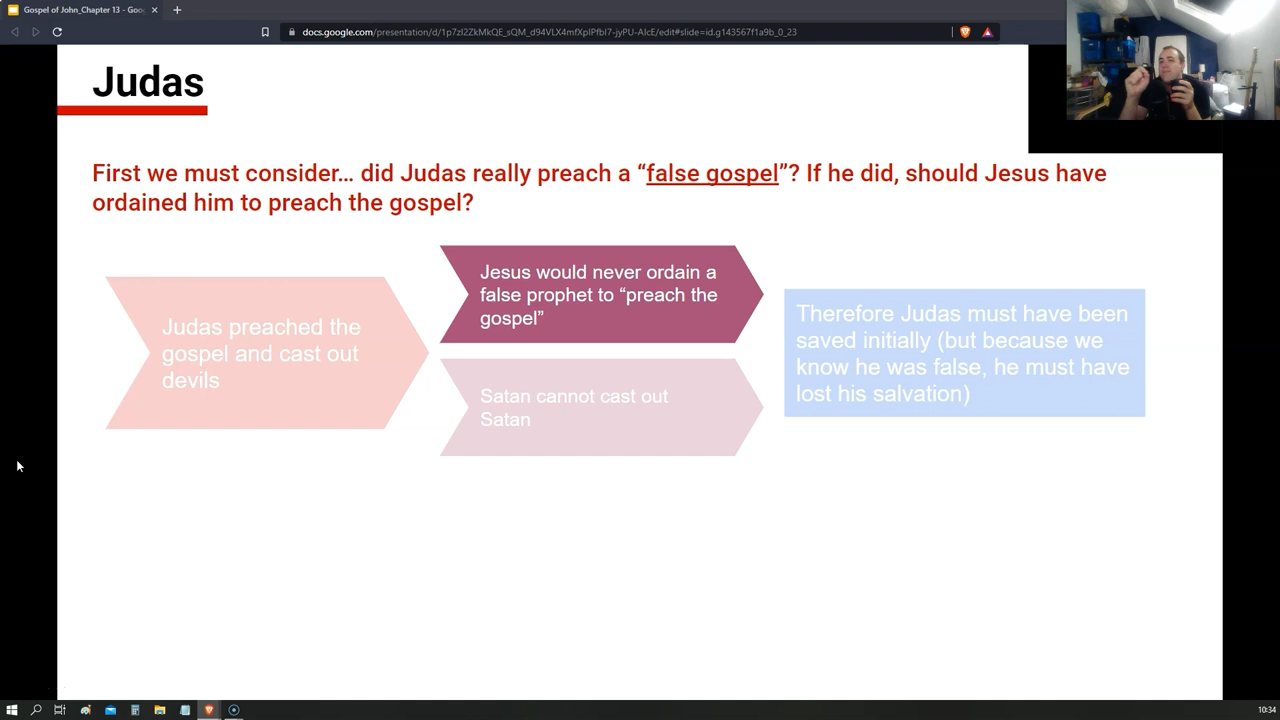 Gospel of John_Chapter 13 - Goo
docs.google.com/presentation/d/1p7zI2ZkMkQE_sQM_d94VLX4mfXpIPfbI7-jyPU-AIcE/edit#slide=id.g143567f1a9b_0_23
Judas
First we must consider... did Judas really preach a “false gospel”? If he did, should Jesus have
ordained him to preach the gospel?
Judas preached the
gospel and cast out
devils
Jesus would never ordain a
false prophet to “preach the
gospel”
Satan cannot cast out
Satan
Therefore Judas must have been
saved initially (but because we
know he was false, he must have
lost his salvation)
10:34